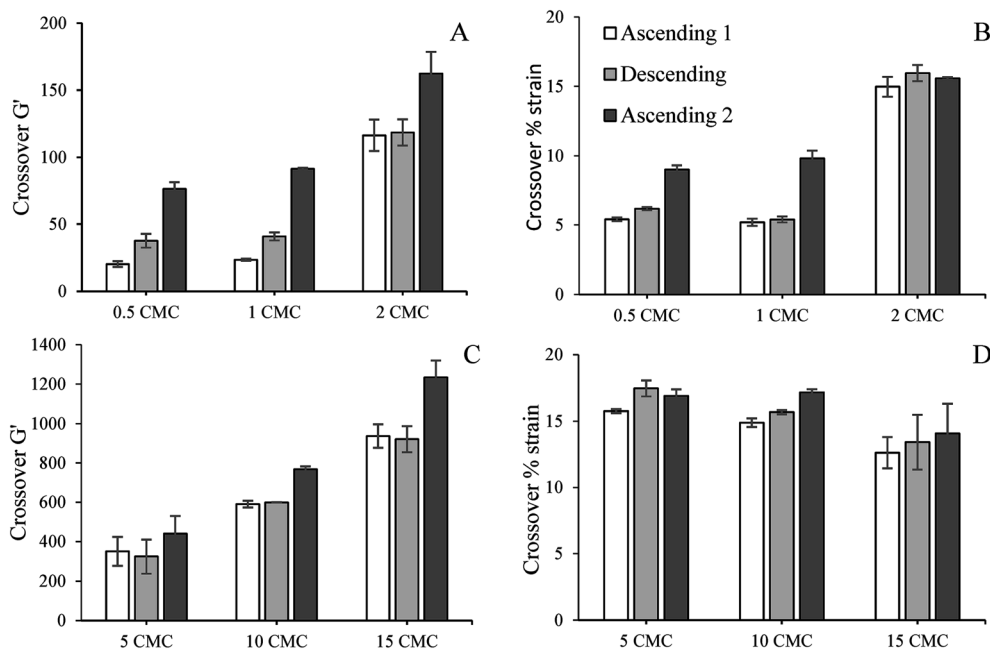 A
Crossover G'
200
150
100
50
0
0.5 CMC 1 CMC 2 CMC
B
Crossover % strain
20
15
10
5
0
Ascending 1
Descending
Ascending 2
0.5 CMC 1 CMC 2 CMC
C
Crossover G'
1400
1200
1000
800
600
400
200
0
5 CMC 10 CMC 15 CMC
D
Crossover % strain
20
15
10
5
0
5 CMC 10 CMC 15 CMC